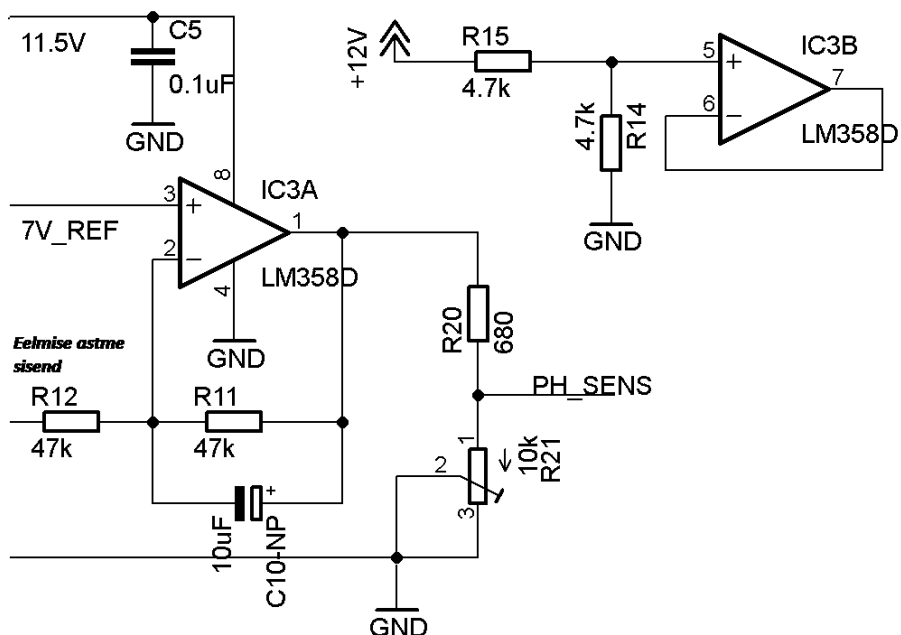 11.5V
C5
0.1uF
GND
+12V
R15
4.7k
4.7k
R14
GND
5
6
7
+
−
IC3B
LM358D
8
3
2
1
4
+
−
IC3A
LM358D
7V_REF
GND
Eelmise astme
sisend
R12
47k
R11
47k
+
10uF
C10-NP
R20
680
PH_SENS
1
2
3
10k
R21
GND